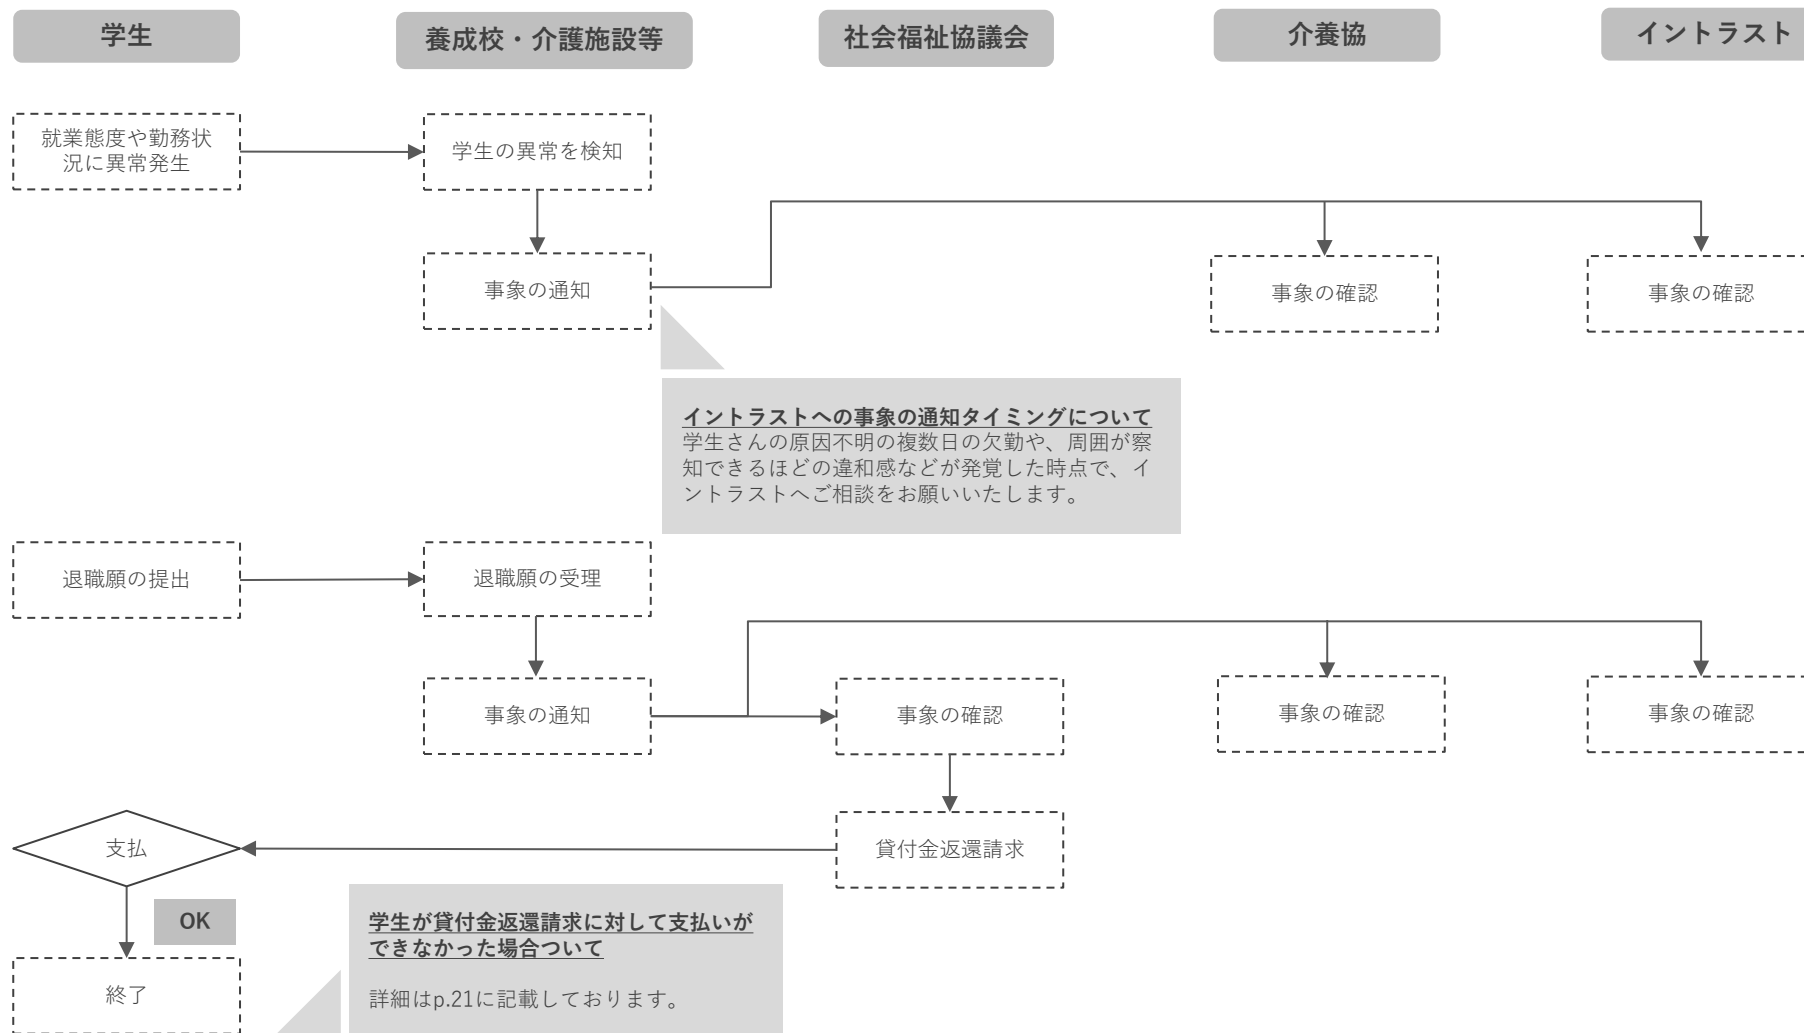 学生
養成校・介護施設等
社会福祉協議会
介養協
イントラスト
就業態度や勤務状
況に異常発生
学生の異常を検知
事象の通知
事象の確認
事象の確認
イントラストへの事象の通知タイミングについて
学生さんの原因不明の複数日の欠勤や、周囲が察
知できるほどの違和感などが発覚した時点で、イ
ントラストへご相談をお願いいたします。
退職願の提出
退職願の受理
事象の通知
事象の確認
事象の確認
事象の確認
支払
貸付金返還請求
OK
学生が貸付金返還請求に対して支払いが
できなかった場合ついて
詳細はp.21に記載しております。
終了